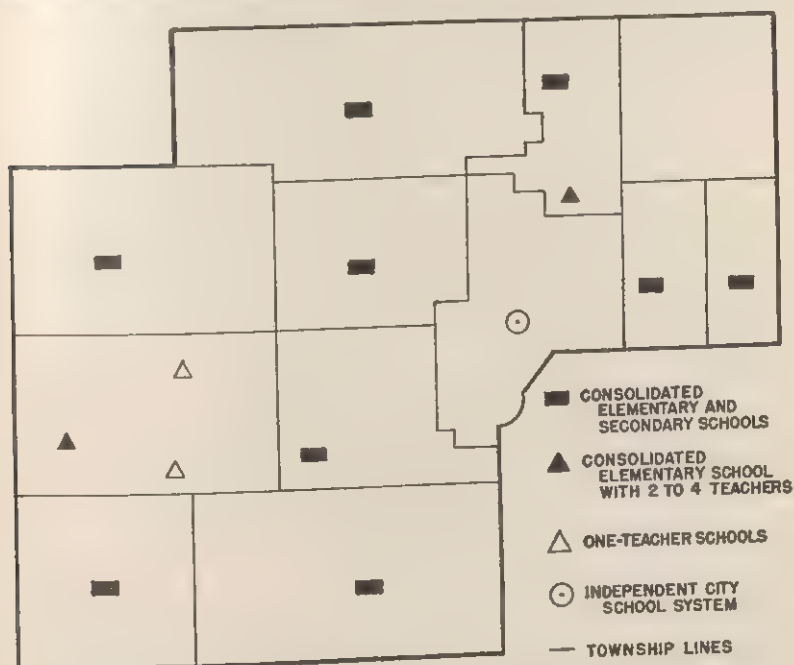 CONSOLIDATED
ELEMENTARY AND
SECONDARY SCHOOLS
CONSOLIDATED
ELEMENTARY SCHOOL
WITH 2 TO 4 TEACHERS
ONE-TEACHER SCHOOLS
INDEPENDENT CITY
SCHOOL SYSTEM
TOWNSHIP LINES